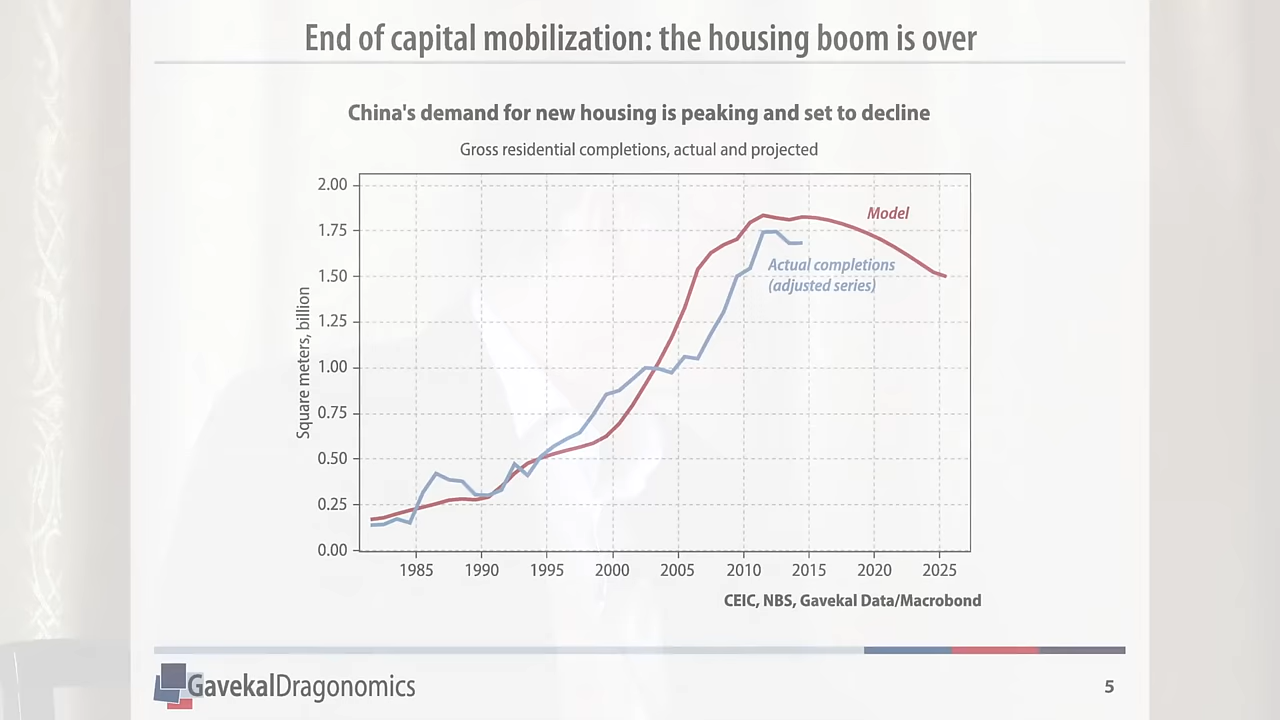 End of capital mobilization: the housing boom is over
China's demand for new housing is peaking and set to decline
Gross residential completions, actual and projected
Square meters, billion
2.00
1.75
1.50
1.25
1.00
0.75
0.50
0.25
0.00
Model
Actual completions
(adjusted series)
1985 1990 1995 2000 2005 2010 2015 2020 2025
CEIC, NBS, Gavekal Data/Macrobond
GavekalDragonomics
5